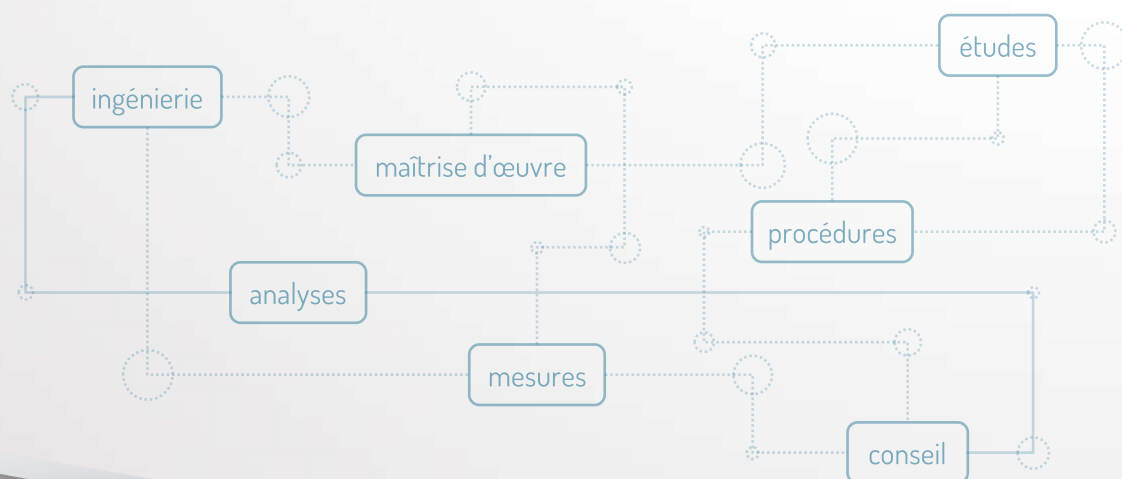 études
ingénierie
maîtrise d'œuvre
procédures
analyses
mesures
conseil